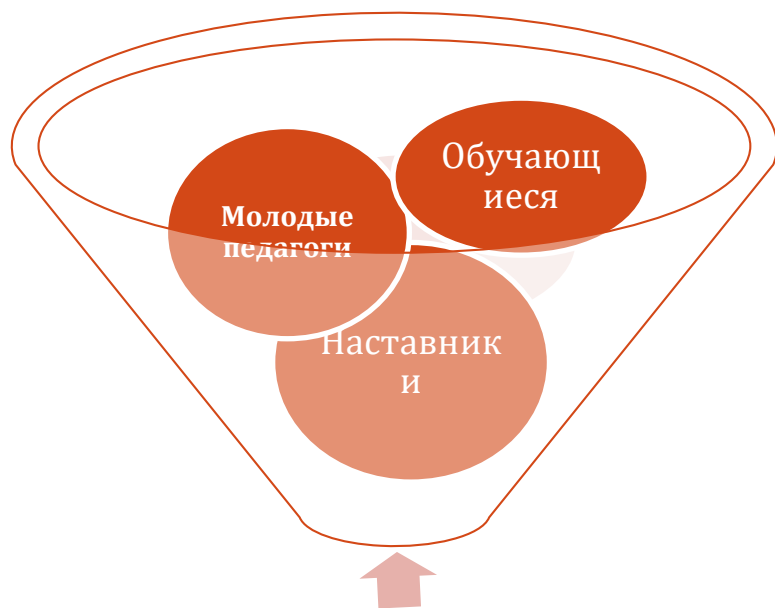 Обучающ
иеся
Молодые
педагоги
Наставник
и